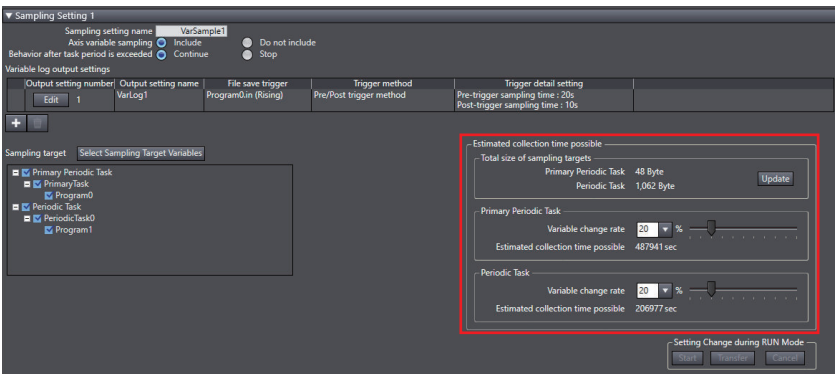 Sampling Setting 1
Sampling setting name VarSample1
Axis variable sampling Include Do not include
Behavior after task period is exceeded Continue Stop
Variable log output settings
Output setting number Output setting name File save trigger Trigger method Trigger detail setting
Edit 1 VarLog1 Program0.in (Rising) Pre/Post trigger method Pre-trigger sampling time : 20s
Post-trigger sampling time : 10s
Sampling target Select Sampling Target Variables
Primary Periodic Task
PrimaryTask
Program0
Periodic Task
PeriodicTask0
Program1
Estimated collection time possible
Total size of sampling targets
Primary Periodic Task 48 Byte
Periodic Task 1,062 Byte
Update
Primary Periodic Task
Variable change rate 20 %
Estimated collection time possible 487941 sec
Periodic Task
Variable change rate 20 %
Estimated collection time possible 206977 sec
Setting Change during RUN Mode
Start Transfer Cancel